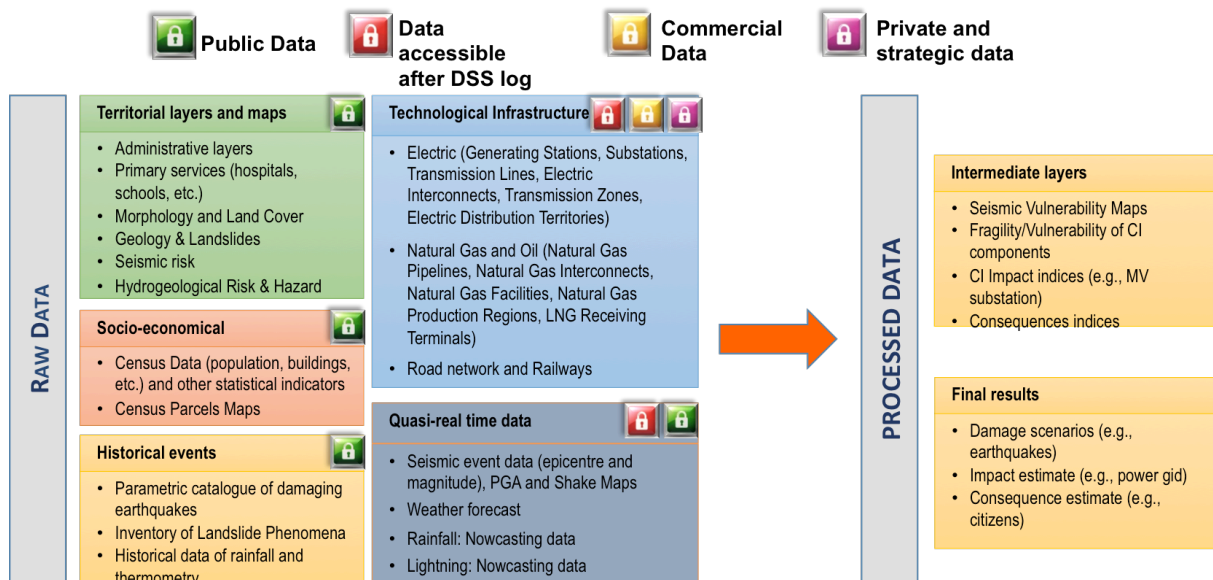 Public Data
Data
accessible
after DSS log
Commercial
Data
Private and
strategic data
RAW DATA
Territorial layers and maps
• Administrative layers
• Primary services (hospitals,
schools, etc.)
• Morphology and Land Cover
• Geology & Landslides
• Seismic risk
• Hydrogeological Risk & Hazard
Socio-economical
• Census Data (population, buildings,
etc.) and other statistical indicators
• Census Parcels Maps
Historical events
• Parametric catalogue of damaging
earthquakes
• Inventory of Landslide Phenomena
• Historical data of rainfall and
thermometry
Technological Infrastructure
• Electric (Generating Stations, Substations,
Transmission Lines, Electric
Interconnects, Transmission Zones,
Electric Distribution Territories)
• Natural Gas and Oil (Natural Gas
Pipelines, Natural Gas Interconnects,
Natural Gas Facilities, Natural Gas
Production Regions, LNG Receiving
Terminals)
• Road network and Railways
Quasi-real time data
• Seismic event data (epicentre and
magnitude), PGA and Shake Maps
• Weather forecast
• Rainfall: Nowcasting data
• Lightning: Nowcasting data
PROCESSED DATA
Intermediate layers
• Seismic Vulnerability Maps
• Fragility/Vulnerability of CI
components
• CI Impact indices (e.g., MV
substation)
• Consequences indices
Final results
• Damage scenarios (e.g.,
earthquakes)
• Impact estimate (e.g., power gid)
• Consequence estimate (e.g.,
citizens)